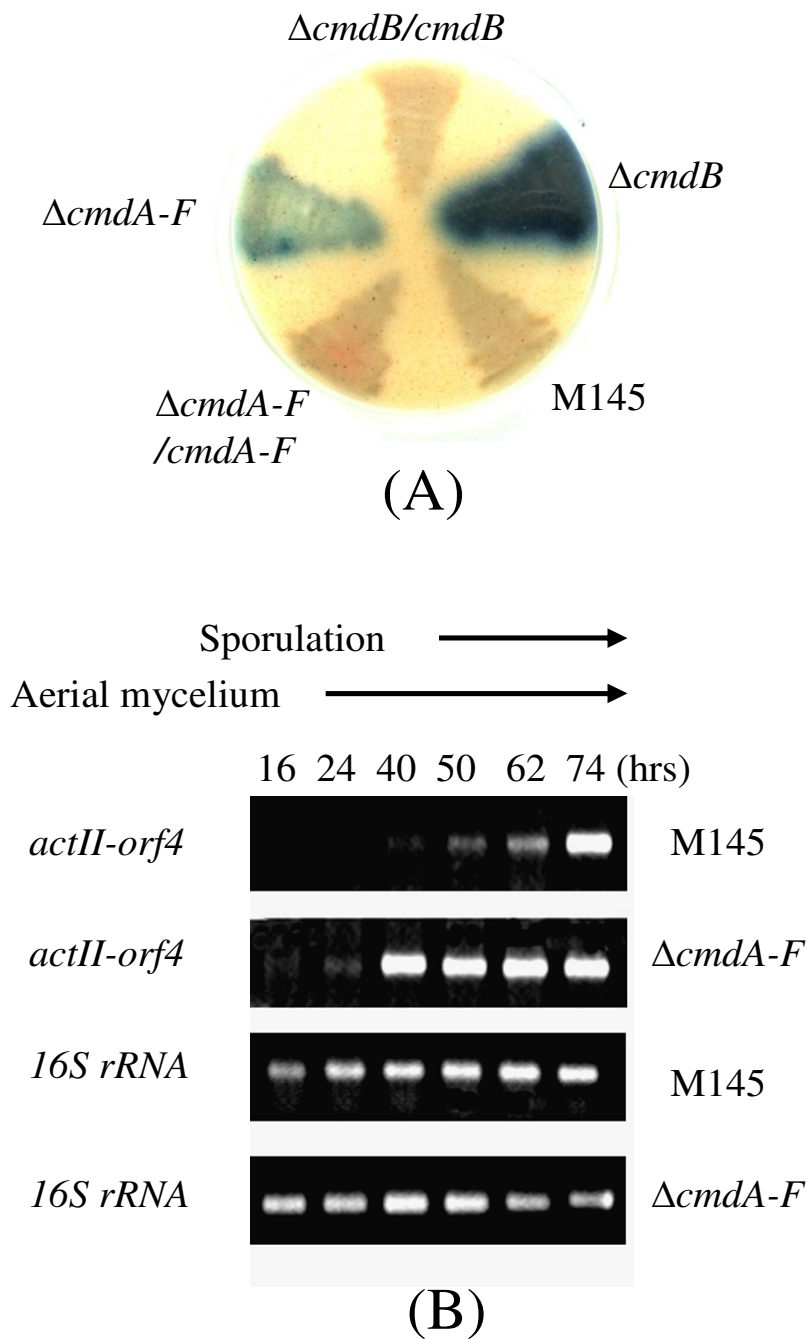 ΔcmdB/cmdB
ΔcmdB
ΔcmdA-F
ΔcmdA-F
/cmdA-F
M145
(A)
Sporulation
Aerial mycelium
16 24 40 50 62 74 (hrs)
actII-orf4 M145
actII-orf4 ΔcmdA-F
16S rRNA M145
16S rRNA ΔcmdA-F
(B)